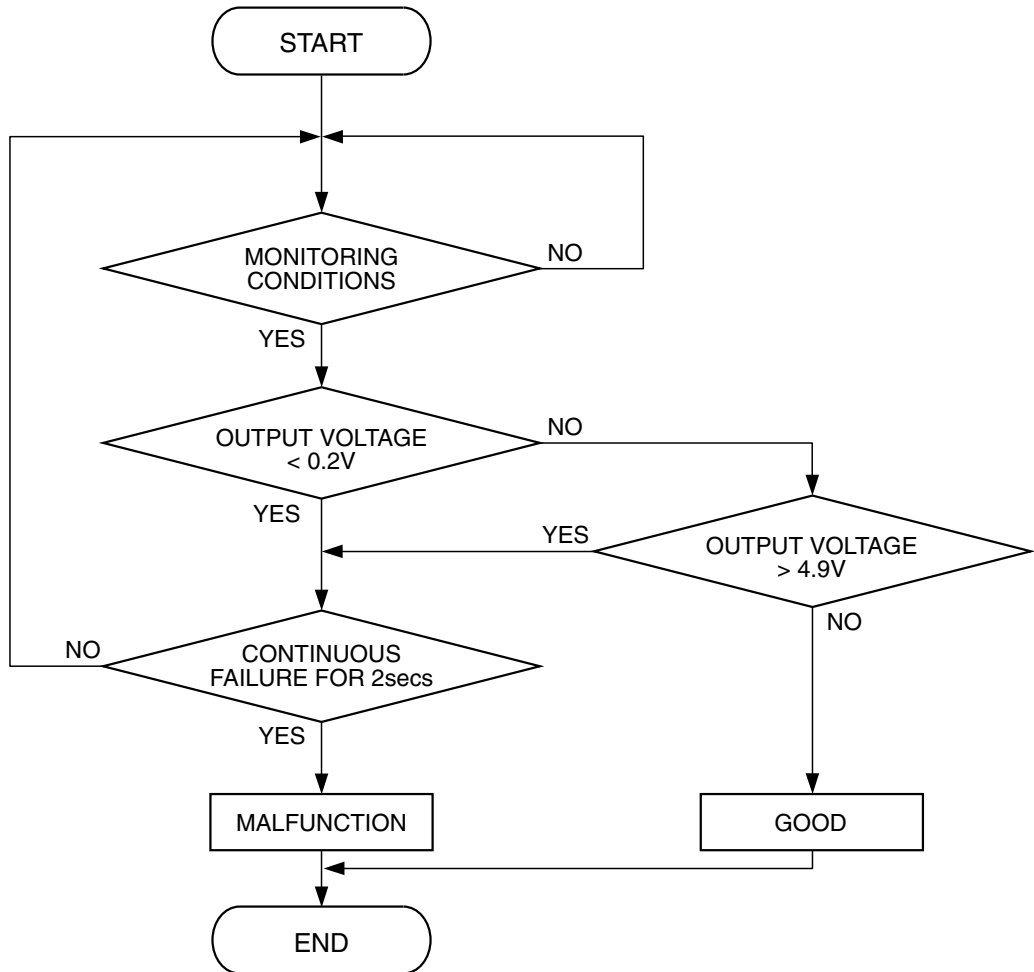 START
MONITORING
CONDITIONS
NO
YES
OUTPUT VOLTAGE
< 0.2V
NO
YES
YES
OUTPUT VOLTAGE
> 4.9V
NO
NO
CONTINUOUS
FAILURE FOR 2secs
YES
MALFUNCTION
GOOD
END